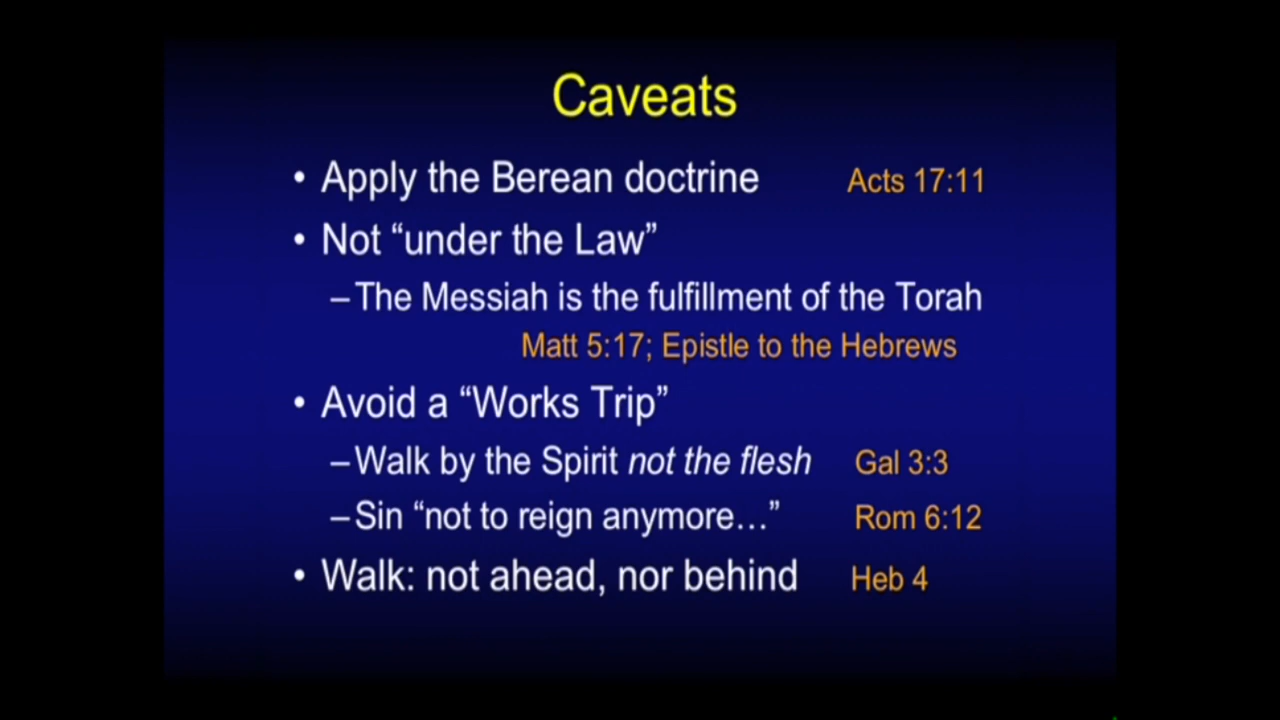 Caveats
• Apply the Berean doctrine Acts 17:11
• Not “under the Law”
– The Messiah is the fulfillment of the Torah
Matt 5:17; Epistle to the Hebrews
• Avoid a “Works Trip”
– Walk by the Spirit not the flesh Gal 3:3
– Sin “not to reign anymore…” Rom 6:12
• Walk: not ahead, nor behind Heb 4